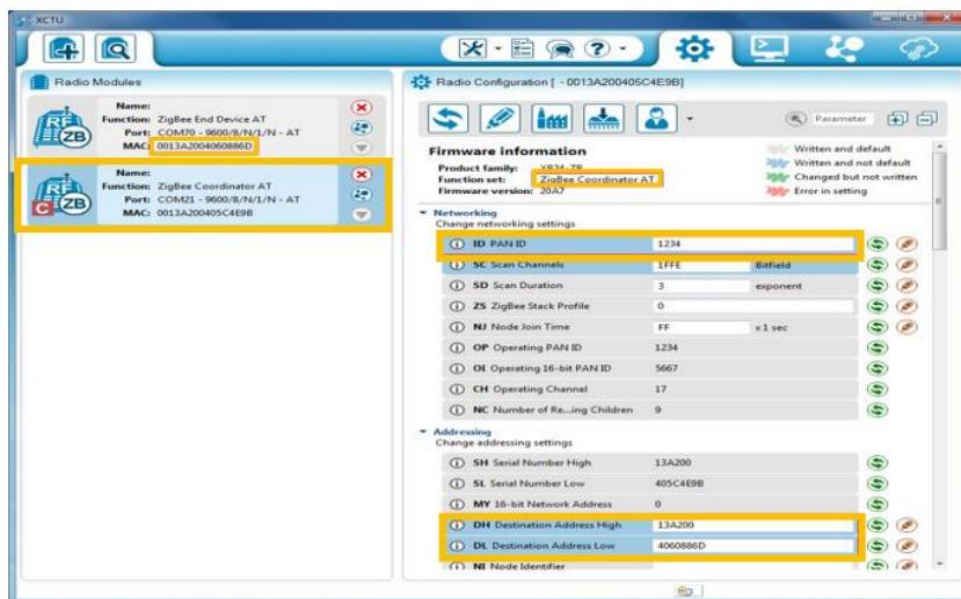 XCTU
Radio Modules
Name:
Function: ZigBee End Device AT
Port: COM70 - 9600/8/N/1/N - AT
MAC: 0013A2004060886D
Name:
Function: ZigBee Coordinator AT
Port: COM21 - 9600/8/N/1/N - AT
MAC: 0013A200405C4E9B
Radio Configuration [ - 0013A200405C4E9B]
Parameter
Firmware information
Product family: XB24-ZB
Function set: ZigBee Coordinator AT
Firmware version: 20A7
Written and default
Written and not default
Changed but not written
Error in setting
Networking
Change networking settings
ID PAN ID 1234
SC Scan Channels 1FFE Bitfield
SD Scan Duration 3 exponent
ZS ZigBee Stack Profile 0
NJ Node Join Time FF x 1 sec
OP Operating PAN ID 1234
OI Operating 16-bit PAN ID 5667
CH Operating Channel 17
NC Number of Re...ing Children 9
Addressing
Change addressing settings
SH Serial Number High 13A200
SL Serial Number Low 405C4E9B
MY 16-bit Network Address 0
DH Destination Address High 13A200
DL Destination Address Low 4060886D
NI Node Identifier